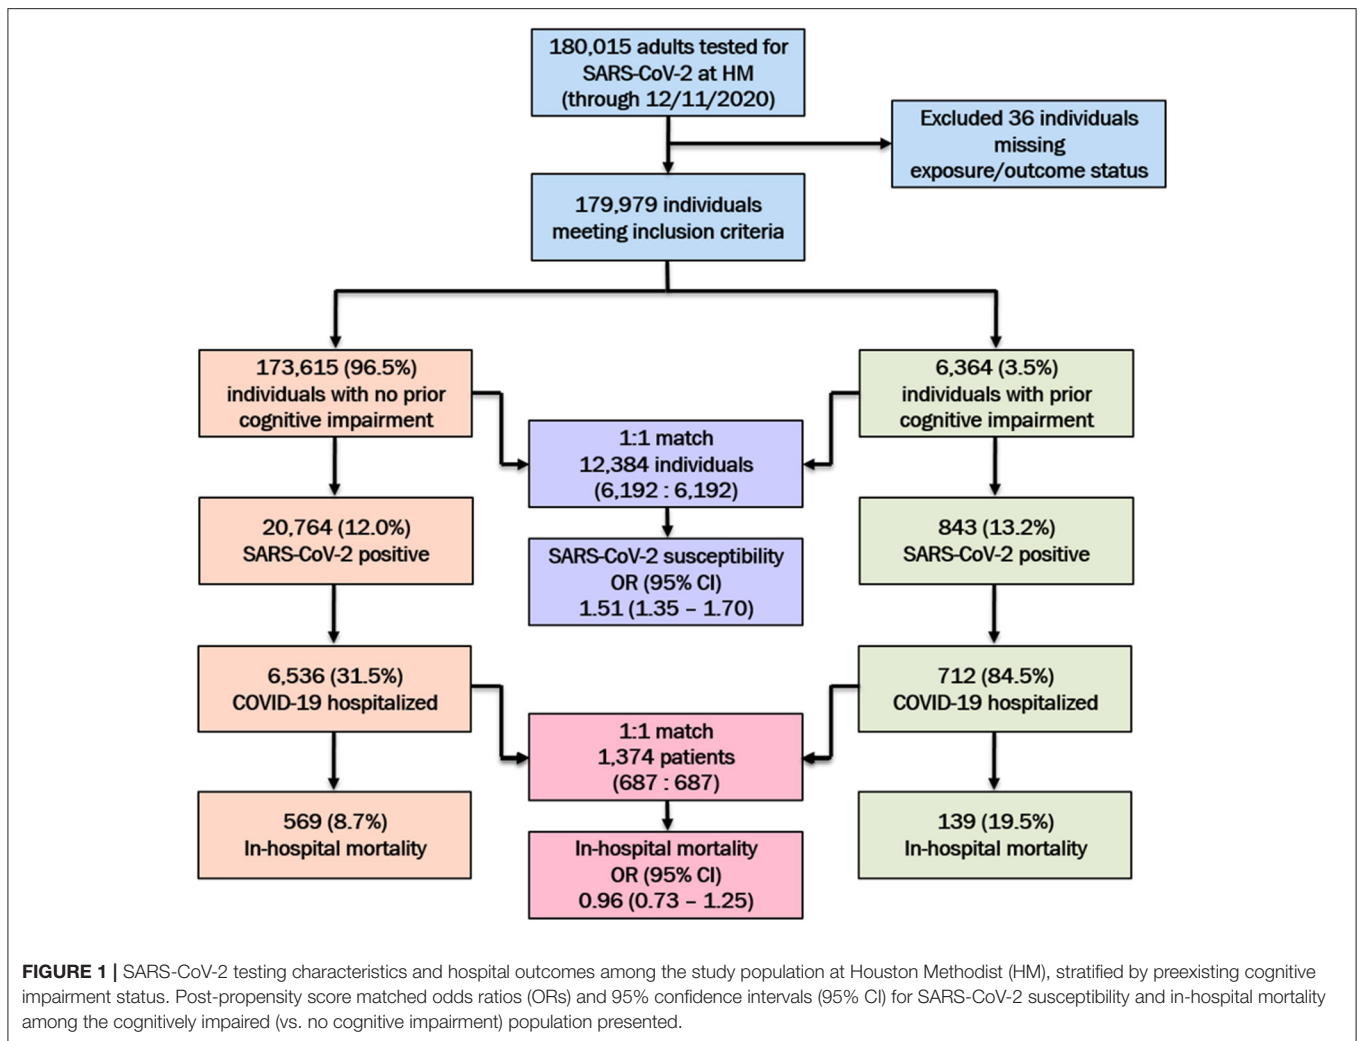 180,015 adults tested for
SARS-CoV-2 at HM
(through 12/11/2020)
Excluded 36 individuals
missing
exposure/outcome status
179,979 individuals
meeting inclusion criteria
173,615 (96.5%)
individuals with no prior
cognitive impairment
6,364 (3.5%)
individuals with prior
cognitive impairment
1:1 match
12,384 individuals
(6,192 : 6,192)
20,764 (12.0%)
SARS-CoV-2 positive
843 (13.2%)
SARS-CoV-2 positive
SARS-CoV-2 susceptibility
OR (95% CI)
1.51 (1.35 – 1.70)
6,536 (31.5%)
COVID-19 hospitalized
712 (84.5%)
COVID-19 hospitalized
1:1 match
1,374 patients
(687 : 687)
569 (8.7%)
In-hospital mortality
139 (19.5%)
In-hospital mortality
In-hospital mortality
OR (95% CI)
0.96 (0.73 – 1.25)
FIGURE 1 | SARS-CoV-2 testing characteristics and hospital outcomes among the study population at Houston Methodist (HM), stratified by preexisting cognitive
impairment status. Post-propensity score matched odds ratios (ORs) and 95% confidence intervals (95% CI) for SARS-CoV-2 susceptibility and in-hospital mortality
among the cognitively impaired (vs. no cognitive impairment) population presented.